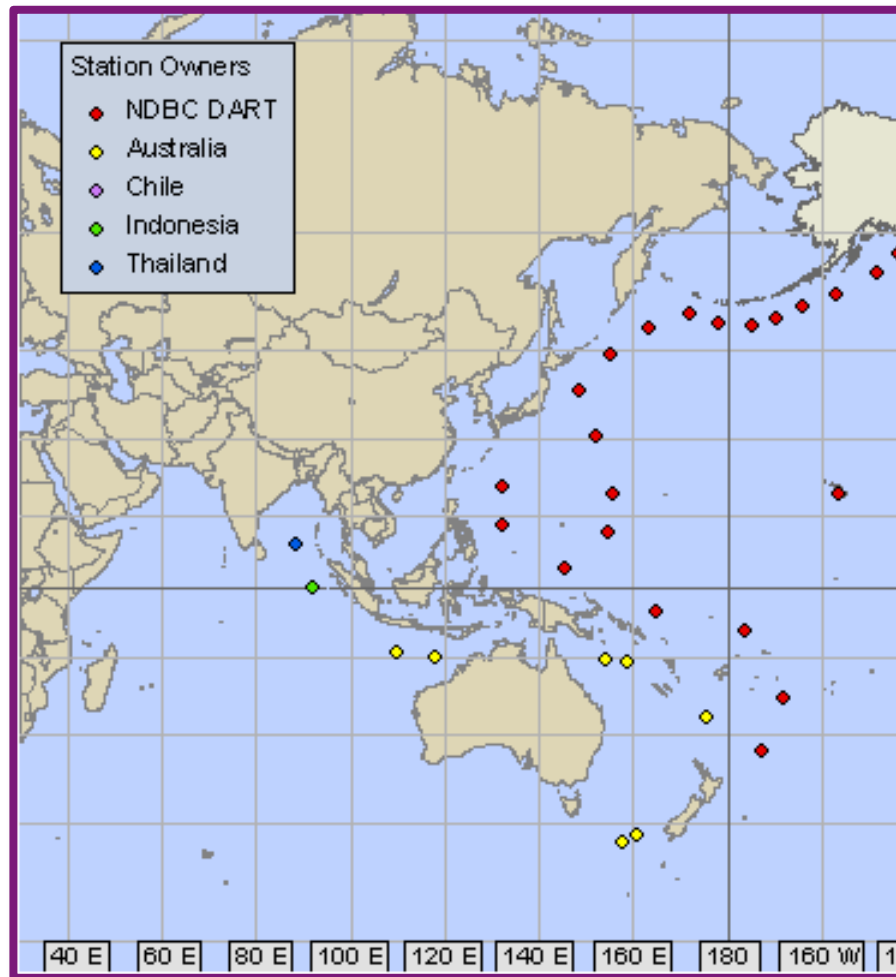 Station Owners
NDBC DART
Australia
Chile
Indonesia
Thailand
40 E 60 E 80 E 100 E 120 E 140 E 160 E 180 160 W